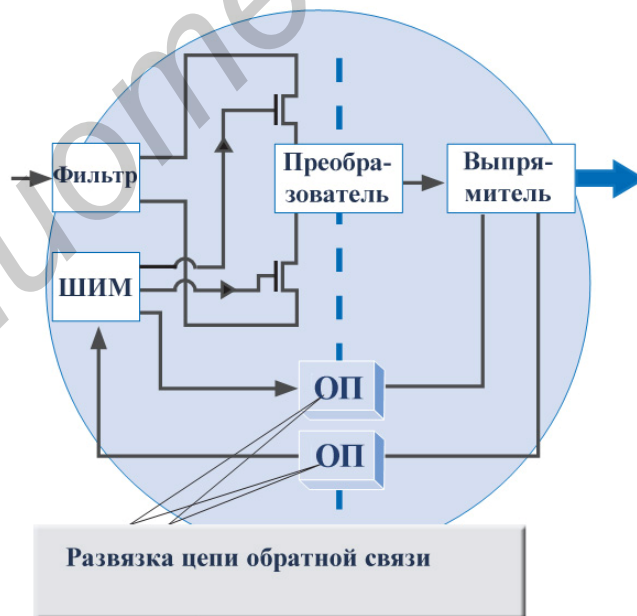 Фильтр
Преобра-
зователь
Выпря-
митель
ШИМ
ОП
ОП
Развязка цепи обратной связи